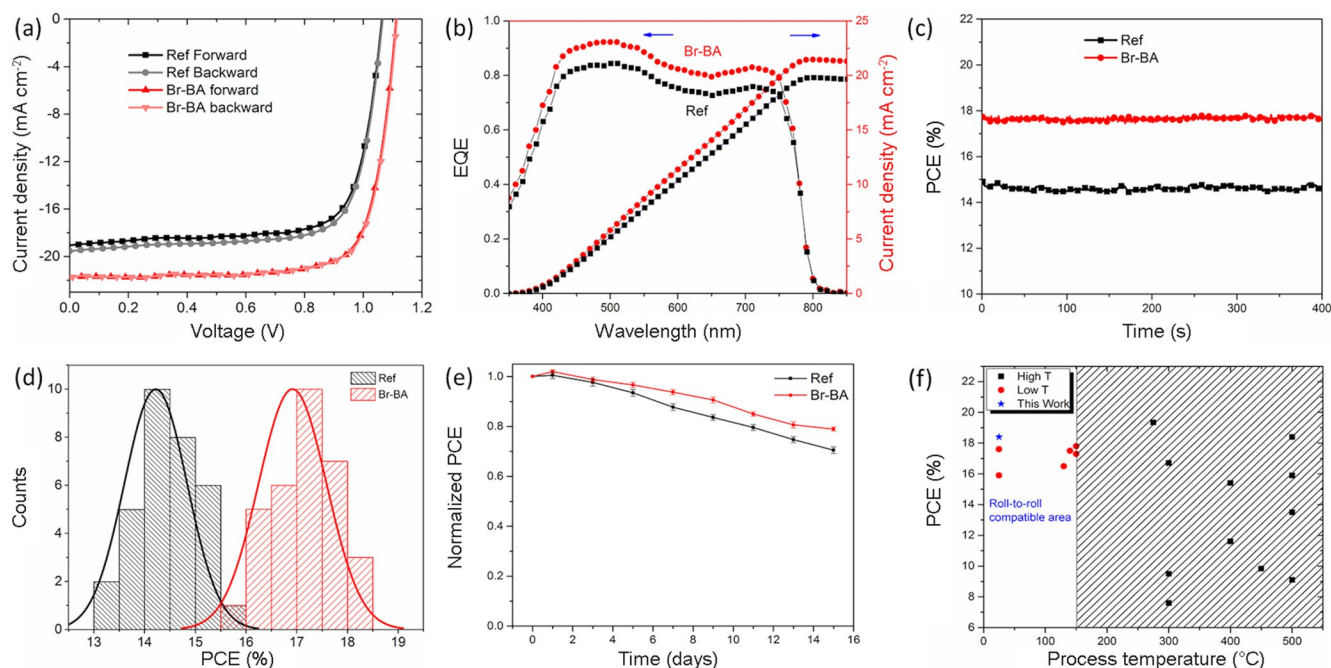 (a)
0
-4
-8
-12
-16
-20
Current density (mA cm⁻²)
Ref Forward
Ref Backward
Br-BA forward
Br-BA backward
0.0 0.2 0.4 0.6 0.8 1.0 1.2
Voltage (V)
(b)
1.0
0.8
0.6
0.4
0.2
0.0
EQE
Br-BA
Ref
25
20
15
10
5
0
Current density (mA cm⁻²)
400 500 600 700 800
Wavelength (nm)
(c)
22
20
18
16
14
12
10
PCE (%)
Ref
Br-BA
0 100 200 300 400
Time (s)
(d)
10
8
6
4
2
0
Counts
Ref
Br-BA
13 14 15 16 17 18 19
PCE (%)
(e)
1.0
0.8
0.6
0.4
0.2
0.0
Normalized PCE
Ref
Br-BA
0 2 4 6 8 10 12 14 16
Time (days)
(f)
22
20
18
16
14
12
10
8
6
PCE (%)
High T
Low T
This Work
Roll-to-roll
compatible area
0 100 200 300 400 500
Process temperature (°C)